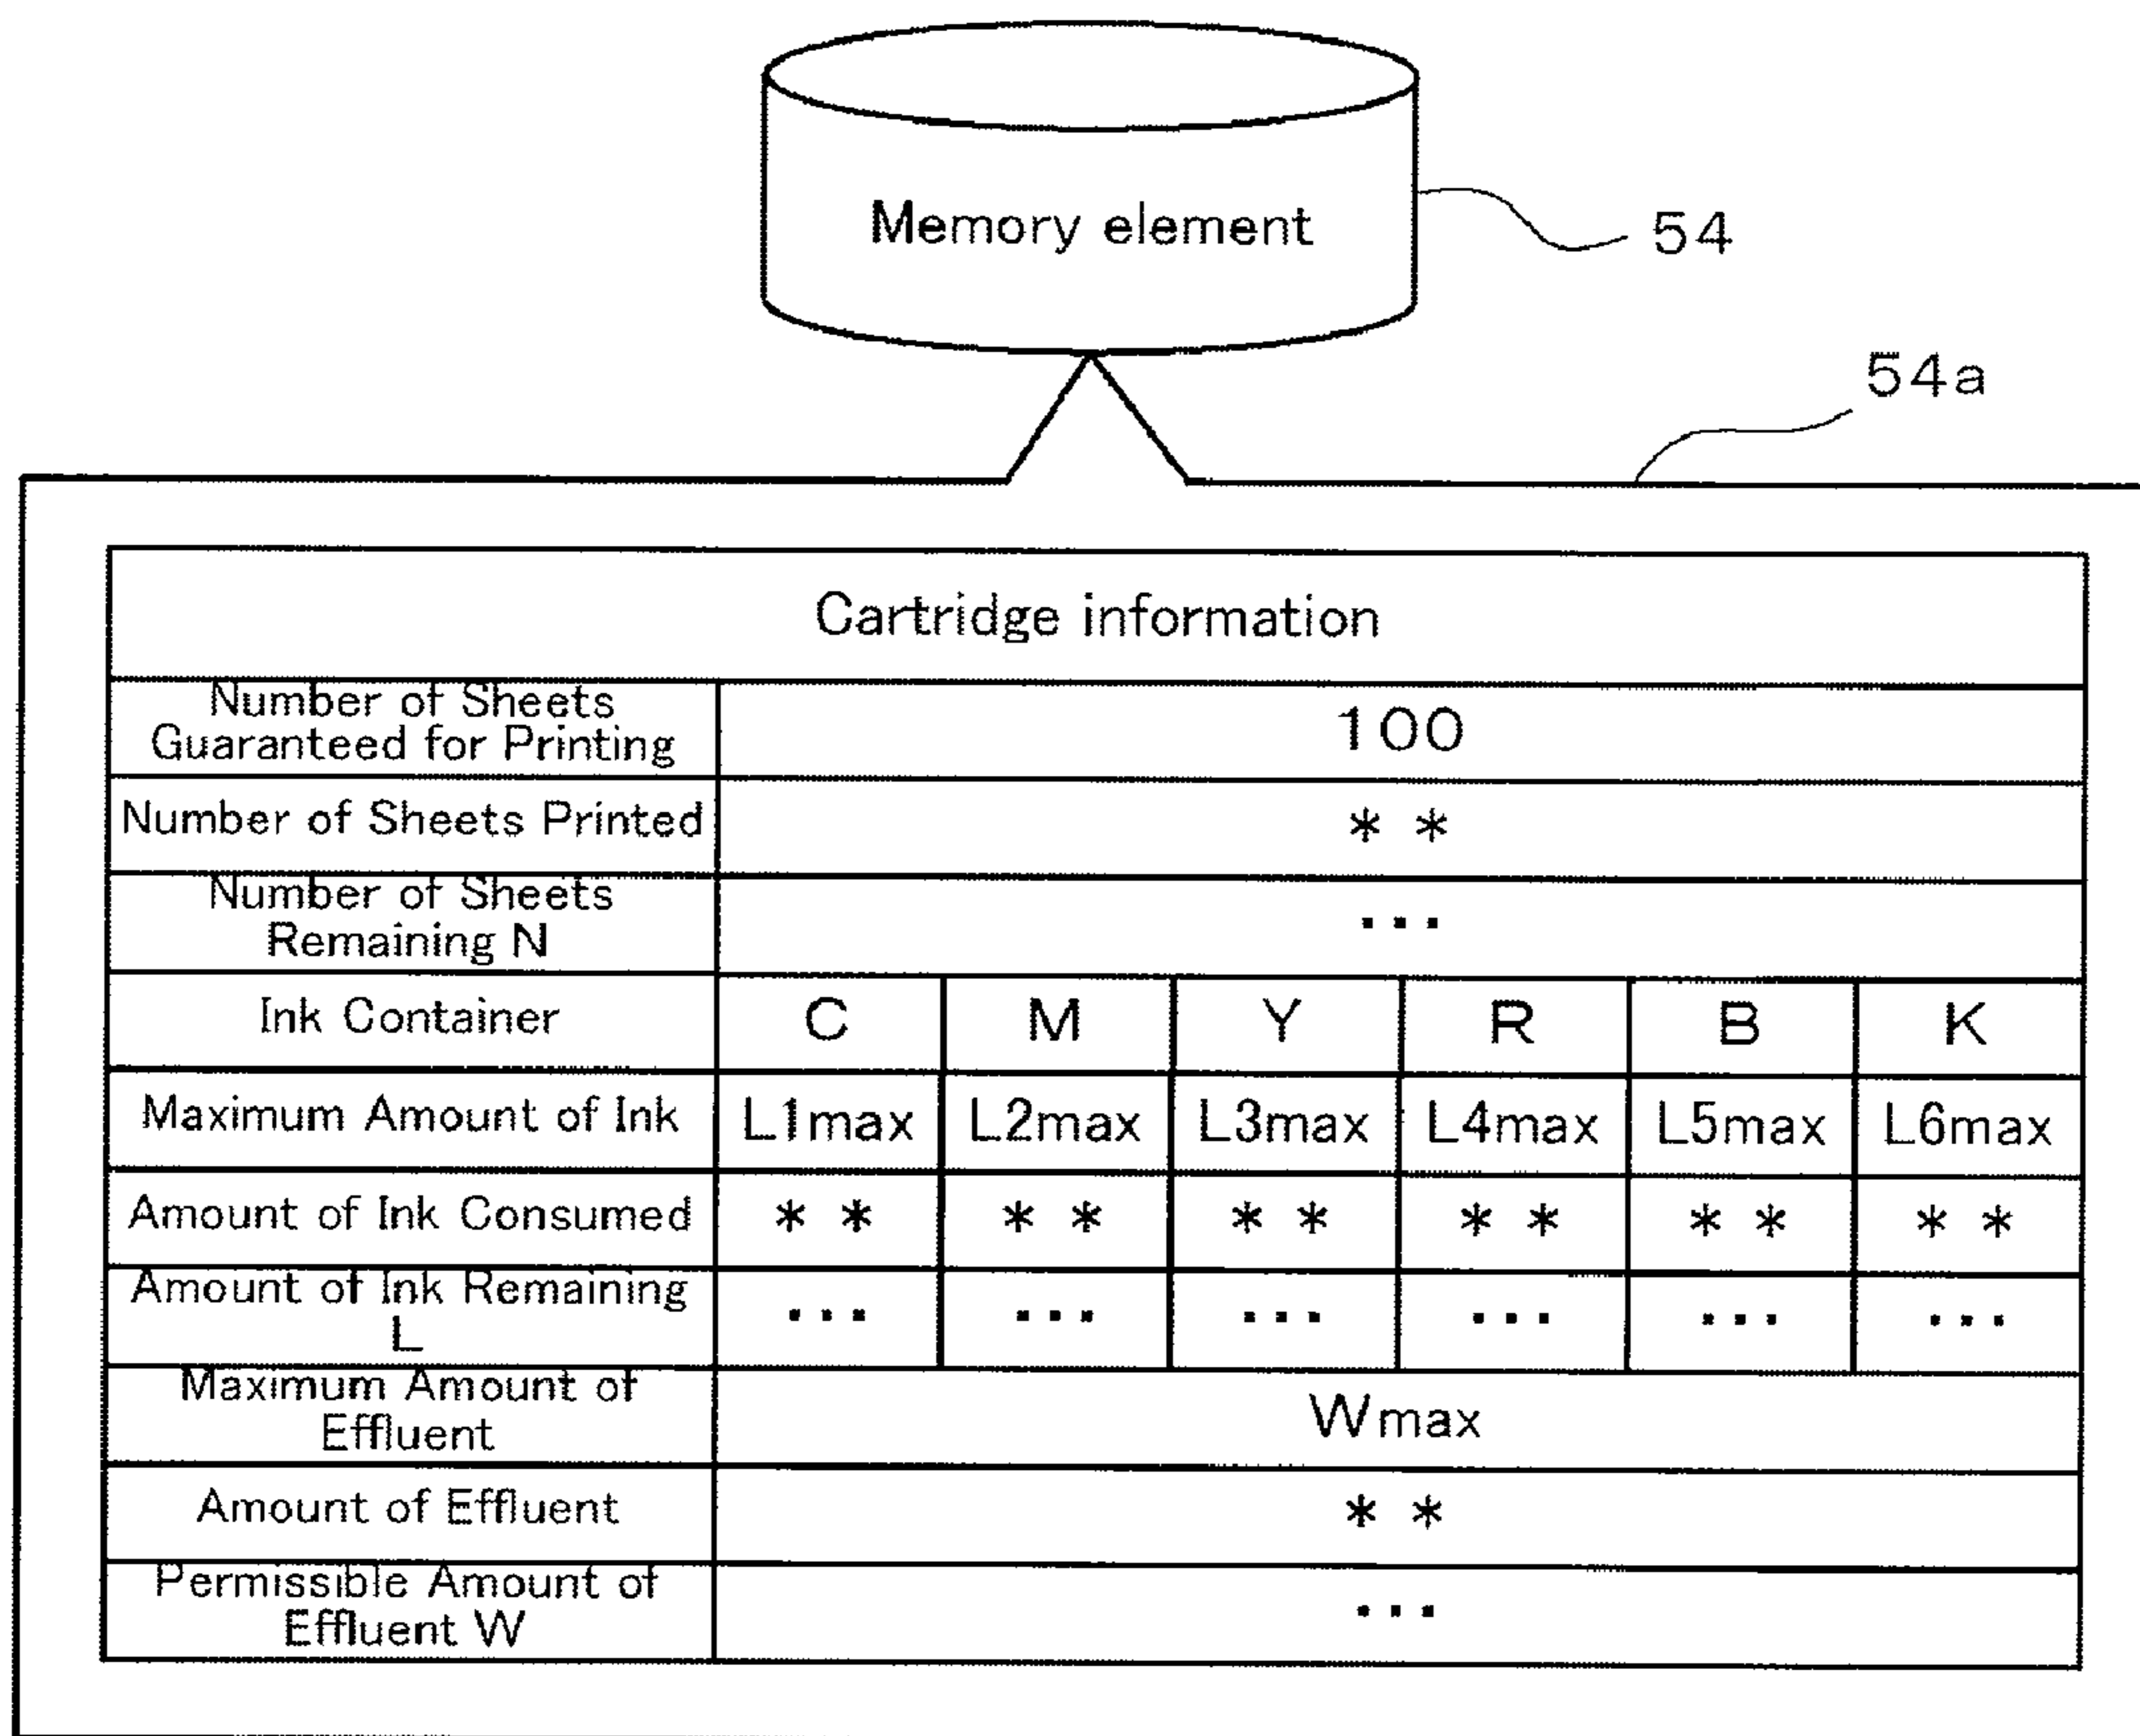 Memory element
54
54a
Cartridge information
Number of Sheets
Guaranteed for Printing
100
Number of Sheets Printed
* *
Number of Sheets
Remaining N
...
Ink Container C M Y R B K
Maximum Amount of Ink L1max L2max L3max L4max L5max L6max
Amount of Ink Consumed * * * * * * * * * * * *
Amount of Ink Remaining
L
... ... ... ... ... ...
Maximum Amount of
Effluent
Wmax
Amount of Effluent
* *
Permissible Amount of
Effluent W
...